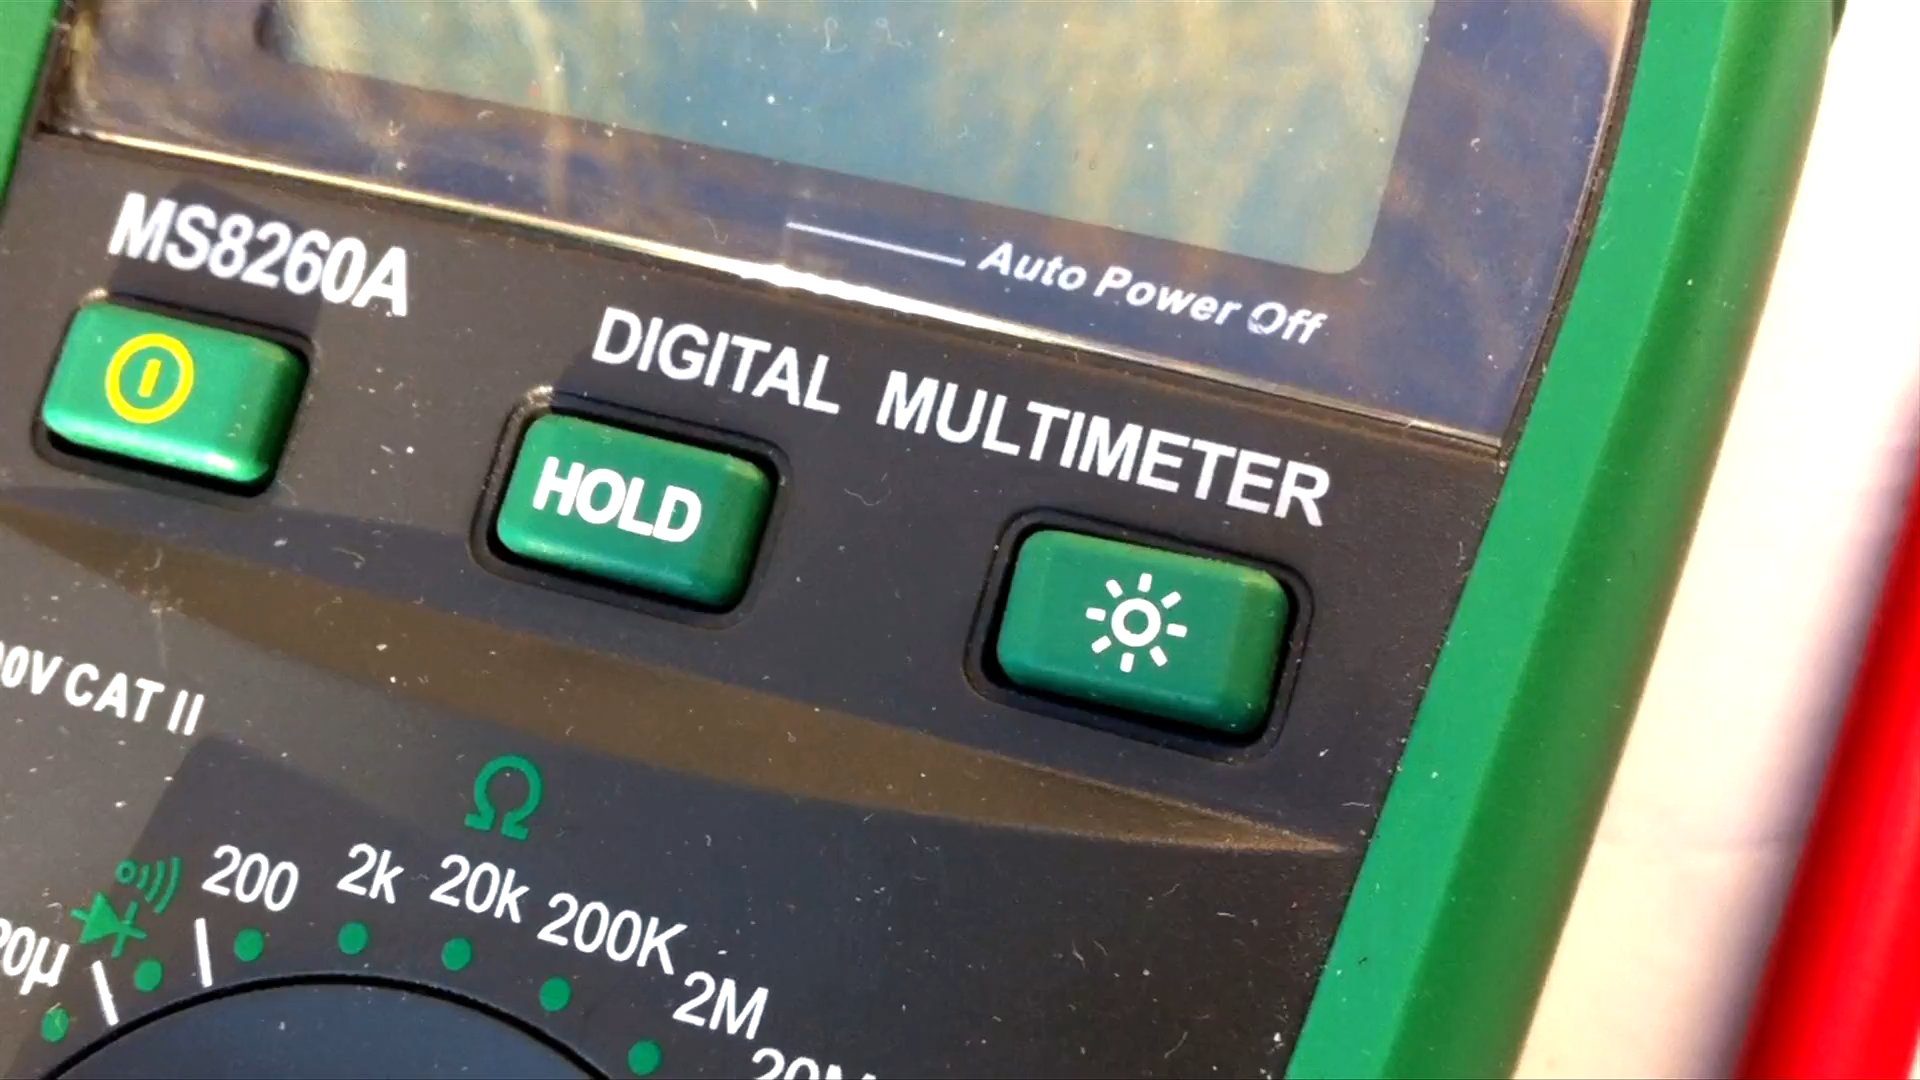 Auto Power Off
MS8260A
DIGITAL MULTIMETER
HOLD
CAT II
Ω
200
2k
20k
200K
2M